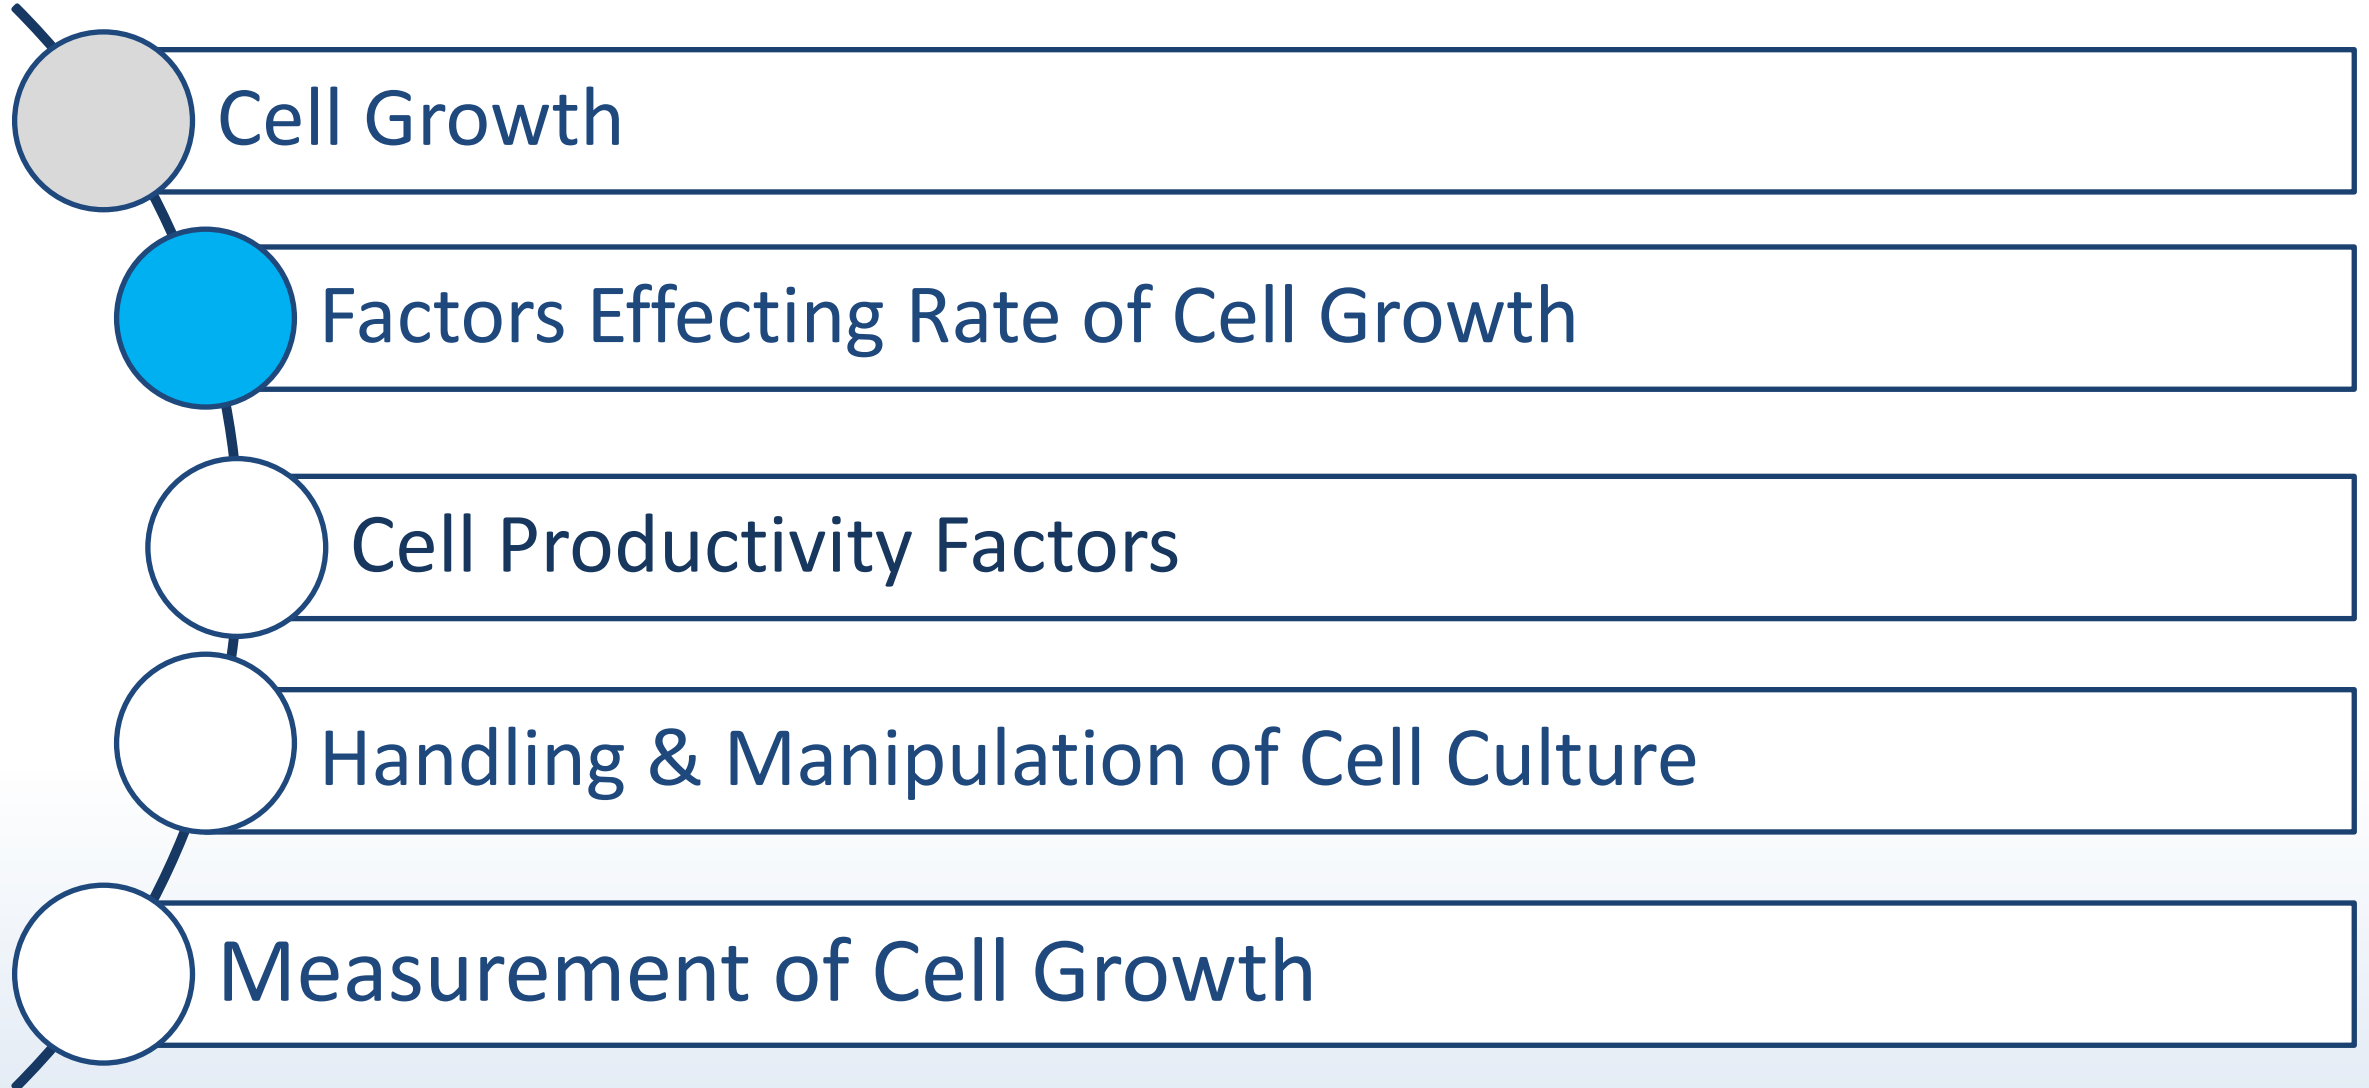 Cell Growth
Factors Effecting Rate of Cell Growth
Cell Productivity Factors
Handling & Manipulation of Cell Culture
Measurement of Cell Growth